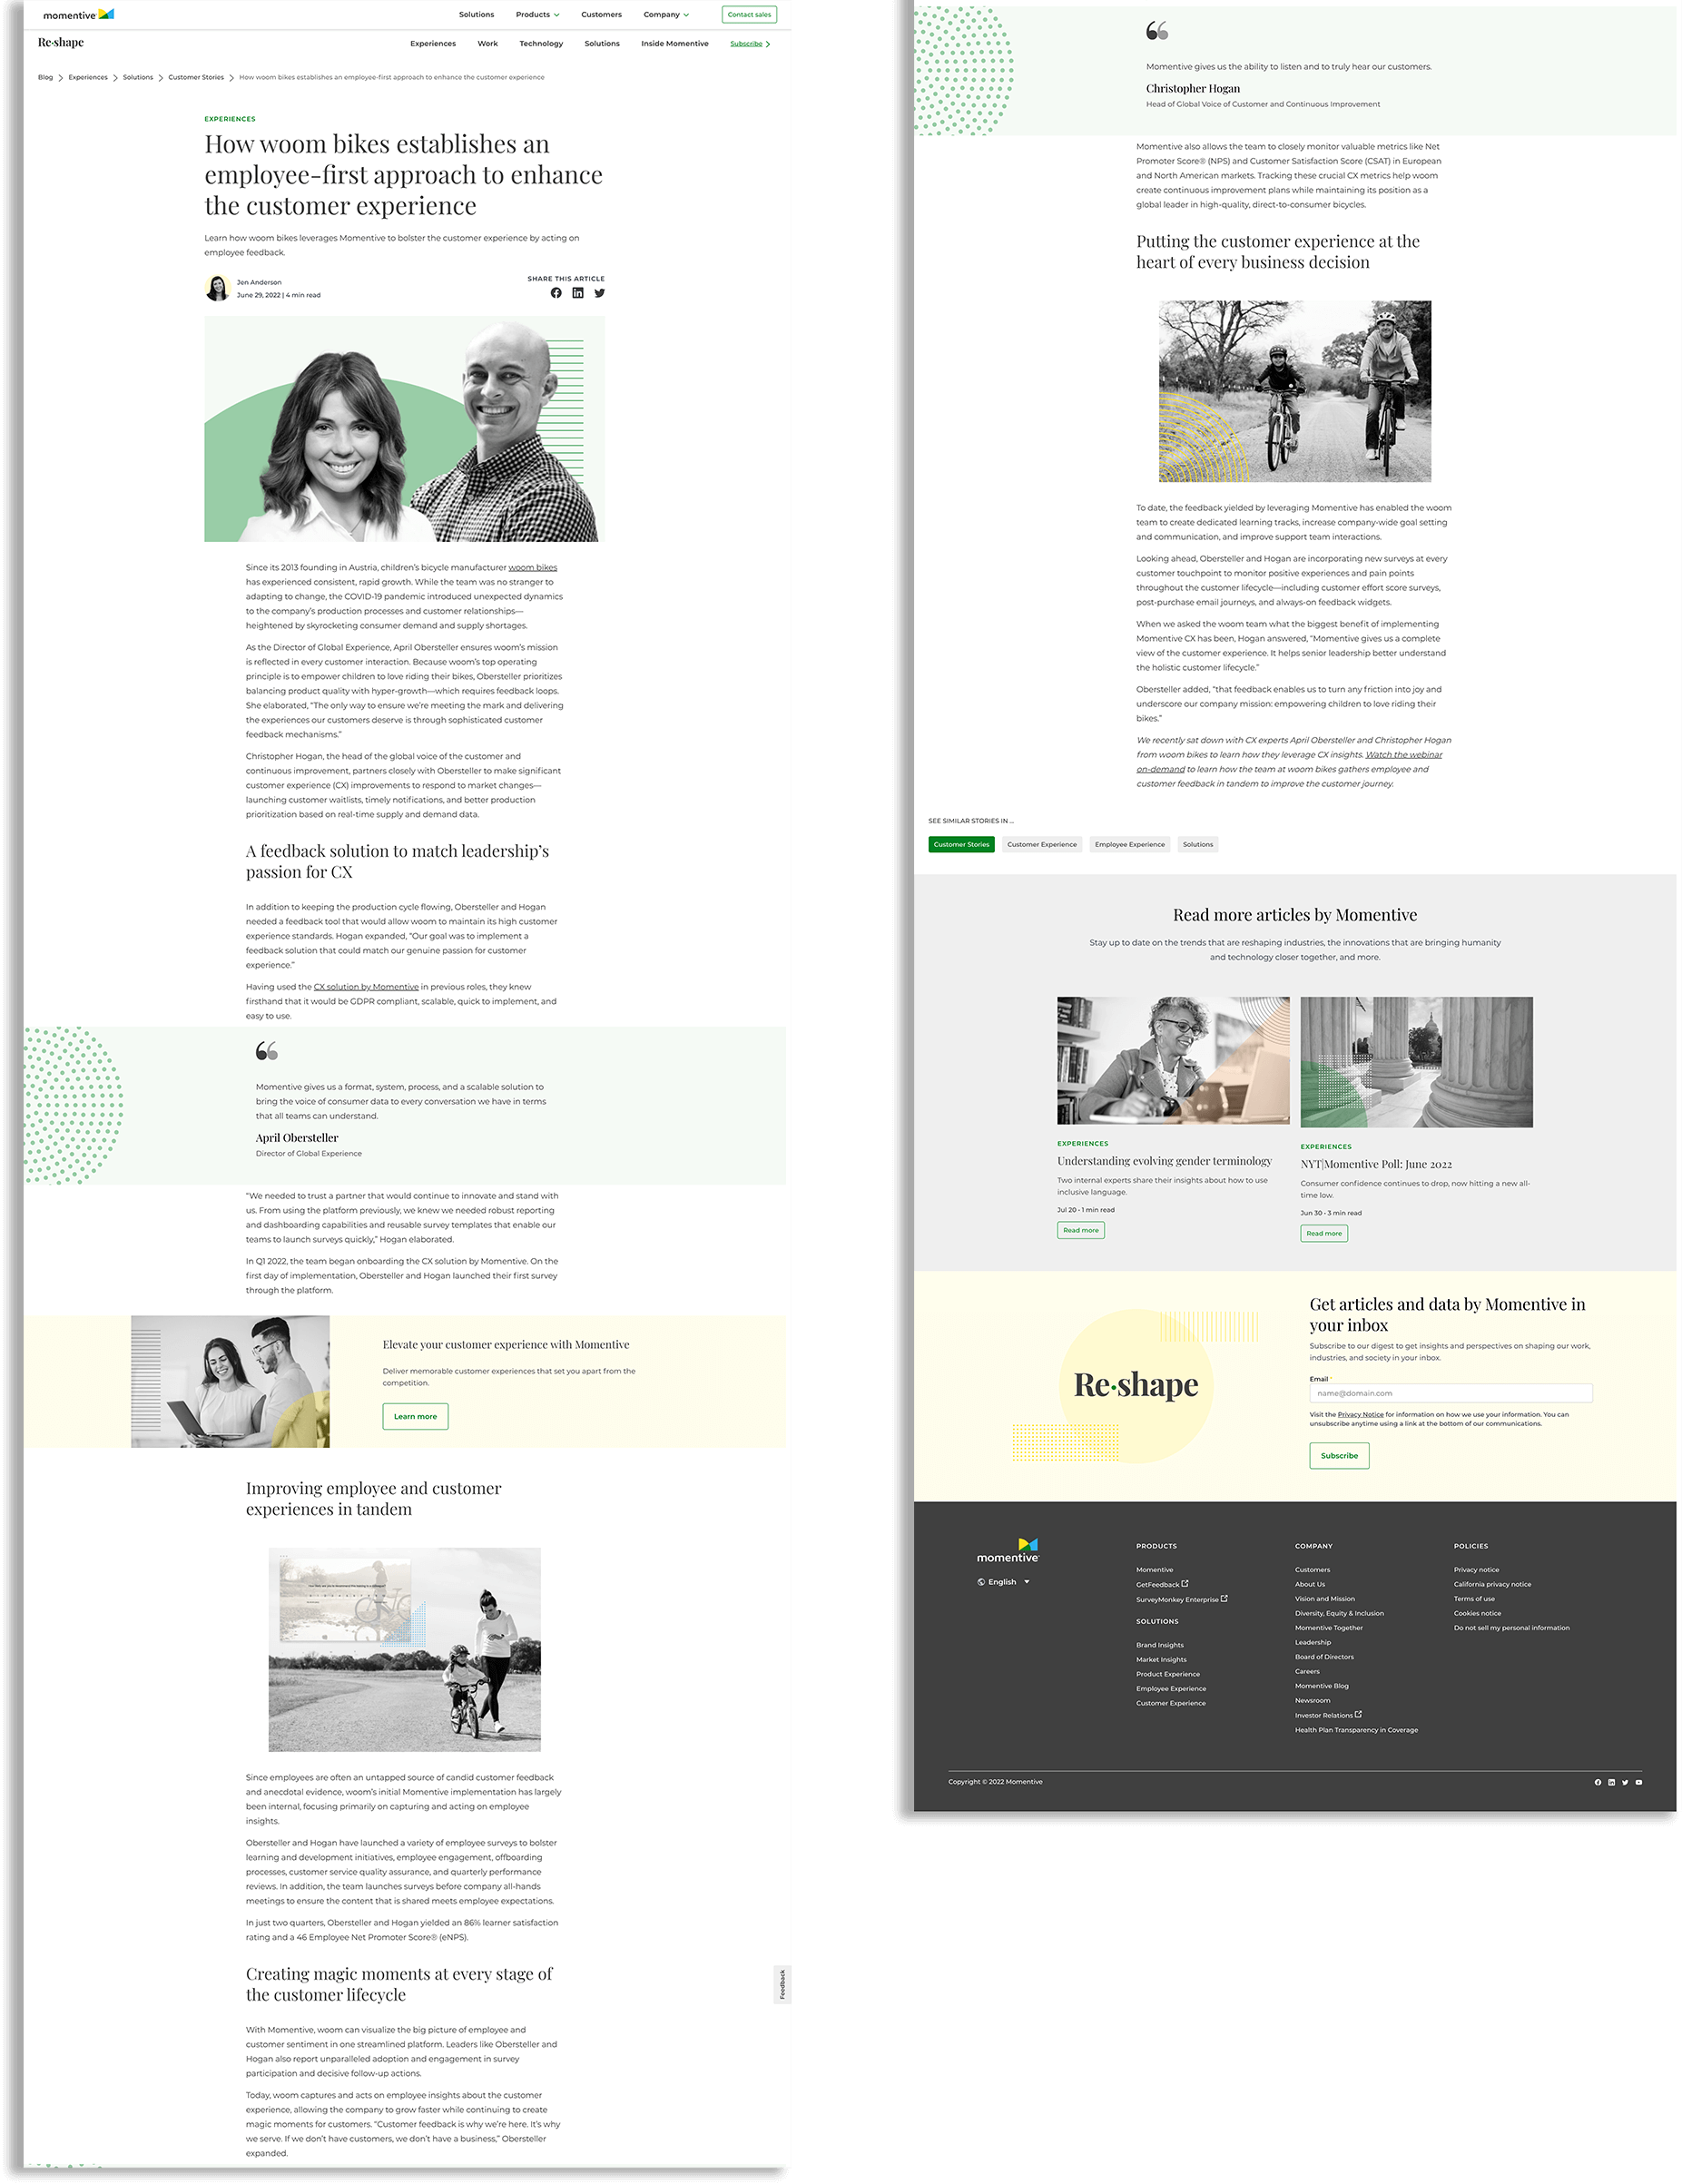 momentive
Solutions
Products
Customers
Company
Contact sales
Re·shape
Experiences
Work
Technology
Solutions
Inside Momentive
Subscribe
Blog
Experiences
Solutions
Customer Stories
How woom bikes establishes an employee-first approach to enhance the customer experience
EXPERIENCES
How woom bikes establishes an
employee-first approach to enhance
the customer experience
Learn how woom bikes leverages Momentive to bolster the customer experience by acting on
employee feedback.
Jen Anderson
June 29, 2022 | 4 min read
SHARE THIS ARTICLE
Since its 2013 founding in Austria, children's bicycle manufacturer woom bikes
has experienced consistent, rapid growth. While the team was no stranger to
adapting to change, the COVID-19 pandemic introduced unexpected dynamics
to the company's production processes and customer relationships—
heightened by skyrocketing consumer demand and supply shortages.
As the Director of Global Experience, April Obersteller ensures woom's mission
is reflected in every customer interaction. Because woom's top operating
principle is to empower children to love riding their bikes, Obersteller prioritizes
balancing product quality with hyper-growth—which requires feedback loops.
She elaborated, “The only way to ensure we're meeting the mark and delivering
the experiences our customers deserve is through sophisticated customer
feedback mechanisms.”
Christopher Hogan, the head of the global voice of the customer and
continuous improvement, partners closely with Obersteller to make significant
customer experience (CX) improvements to respond to market changes—
launching customer waitlists, timely notifications, and better production
prioritization based on real-time supply and demand data.
A feedback solution to match leadership's
passion for CX
In addition to keeping the production cycle flowing, Obersteller and Hogan
needed a feedback tool that would allow woom to maintain its high customer
experience standards. Hogan expanded, “Our goal was to implement a
feedback solution that could match our genuine passion for customer
experience.”
Having used the CX solution by Momentive in previous roles, they knew
firsthand that it would be GDPR compliant, scalable, quick to implement, and
easy to use.
Momentive gives us a format, system, process, and a scalable solution to
bring the voice of consumer data to every conversation we have in terms
that all teams can understand.
April Obersteller
Director of Global Experience
“We needed to trust a partner that would continue to innovate and stand with
us. From using the platform previously, we knew we needed robust reporting
and dashboarding capabilities and reusable survey templates that enable our
teams to launch surveys quickly,” Hogan elaborated.
In Q1 2022, the team began onboarding the CX solution by Momentive. On the
first day of implementation, Obersteller and Hogan launched their first survey
through the platform.
Elevate your customer experience with Momentive
Deliver memorable customer experiences that set you apart from the
competition.
Learn more
Improving employee and customer
experiences in tandem
Since employees are often an untapped source of candid customer feedback
and anecdotal evidence, woom's initial Momentive implementation has largely
been internal, focusing primarily on capturing and acting on employee
insights.
Obersteller and Hogan have launched a variety of employee surveys to bolster
learning and development initiatives, employee engagement, offboarding
processes, customer service quality assurance, and quarterly performance
reviews. In addition, the team launches surveys before company all-hands
meetings to ensure the content that is shared meets employee expectations.
In just two quarters, Obersteller and Hogan yielded an 86% learner satisfaction
rating and a 46 Employee Net Promoter Score® (eNPS).
Creating magic moments at every stage of
the customer lifecycle
Feedback
With Momentive, woom can visualize the big picture of employee and
customer sentiment in one streamlined platform. Leaders like Obersteller and
Hogan also report unparalleled adoption and engagement in survey
participation and decisive follow-up actions.
Today, woom captures and acts on employee insights about the customer
experience, allowing the company to grow faster while continuing to create
magic moments for customers. “Customer feedback is why we're here. It's why
we serve. If we don't have customers, we don't have a business,” Obersteller
expanded.
Momentive gives us the ability to listen and to truly hear our customers.
Christopher Hogan
Head of Global Voice of Customer and Continuous Improvement
Momentive also allows the team to closely monitor valuable metrics like Net
Promoter Score® (NPS) and Customer Satisfaction Score (CSAT) in European
and North American markets. Tracking these crucial CX metrics help woom
create continuous improvement plans while maintaining its position as a
global leader in high-quality, direct-to-consumer bicycles.
Putting the customer experience at the
heart of every business decision
To date, the feedback yielded by leveraging Momentive has enabled the woom
team to create dedicated learning tracks, increase company-wide goal setting
and communication, and improve support team interactions.
Looking ahead, Obersteller and Hogan are incorporating new surveys at every
customer touchpoint to monitor positive experiences and pain points
throughout the customer lifecycle—including customer effort score surveys,
post-purchase email journeys, and always-on feedback widgets.
When we asked the woom team what the biggest benefit of implementing
Momentive CX has been, Hogan answered, “Momentive gives us a complete
view of the customer experience. It helps senior leadership better understand
the holistic customer lifecycle.”
Obersteller added, “that feedback enables us to turn any friction into joy and
underscore our company mission: empowering children to love riding their
bikes.”
We recently sat down with CX experts April Obersteller and Christopher Hogan
from woom bikes to learn how they leverage CX insights. Watch the webinar
on-demand to learn how the team at woom bikes gathers employee and
customer feedback in tandem to improve the customer journey.
SEE SIMILAR STORIES IN ...
Customer Stories
Customer Experience
Employee Experience
Solutions
Read more articles by Momentive
Stay up to date on the trends that are reshaping industries, the innovations that are bringing humanity
and technology closer together, and more.
EXPERIENCES
Understanding evolving gender terminology
Two internal experts share their insights about how to use
inclusive language.
Jul 20 • 1 min read
Read more
EXPERIENCES
NYT|Momentive Poll: June 2022
Consumer confidence continues to drop, now hitting a new all-
time low.
Jun 30 • 3 min read
Read more
Re·shape
Get articles and data by Momentive in
your inbox
Subscribe to our digest to get insights and perspectives on shaping our work,
industries, and society in your inbox.
Email *
name@domain.com
Visit the Privacy Notice for information on how we use your information. You can
unsubscribe anytime using a link at the bottom of our communications.
Subscribe
momentive
English
PRODUCTS
Momentive
GetFeedback
SurveyMonkey Enterprise
SOLUTIONS
Brand Insights
Market Insights
Product Experience
Employee Experience
Customer Experience
COMPANY
Customers
About Us
Vision and Mission
Diversity, Equity & Inclusion
Momentive Together
Leadership
Board of Directors
Careers
Momentive Blog
Newsroom
Investor Relations
Health Plan Transparency in Coverage
POLICIES
Privacy notice
California privacy notice
Terms of use
Cookies notice
Do not sell my personal information
Copyright © 2022 Momentive